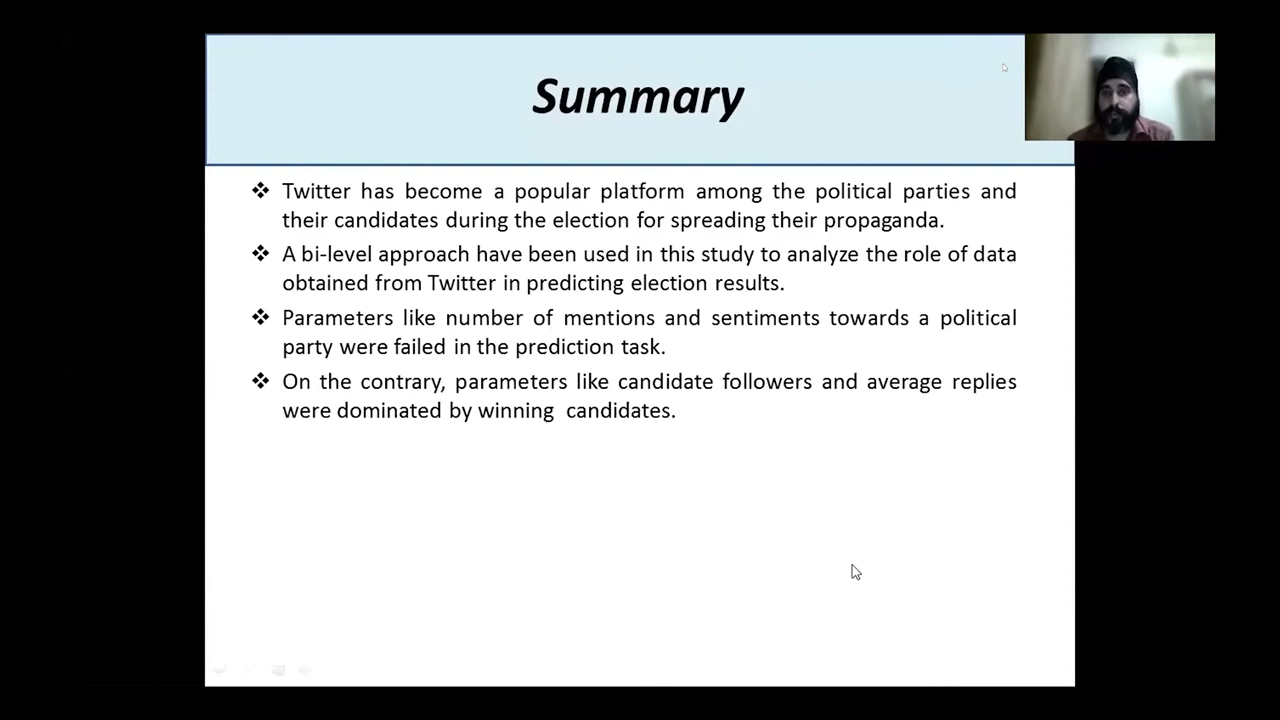 Summary
❖ Twitter has become a popular platform among the political parties and
their candidates during the election for spreading their propaganda.
❖ A bi-level approach have been used in this study to analyze the role of data
obtained from Twitter in predicting election results.
❖ Parameters like number of mentions and sentiments towards a political
party were failed in the prediction task.
❖ On the contrary, parameters like candidate followers and average replies
were dominated by winning candidates.